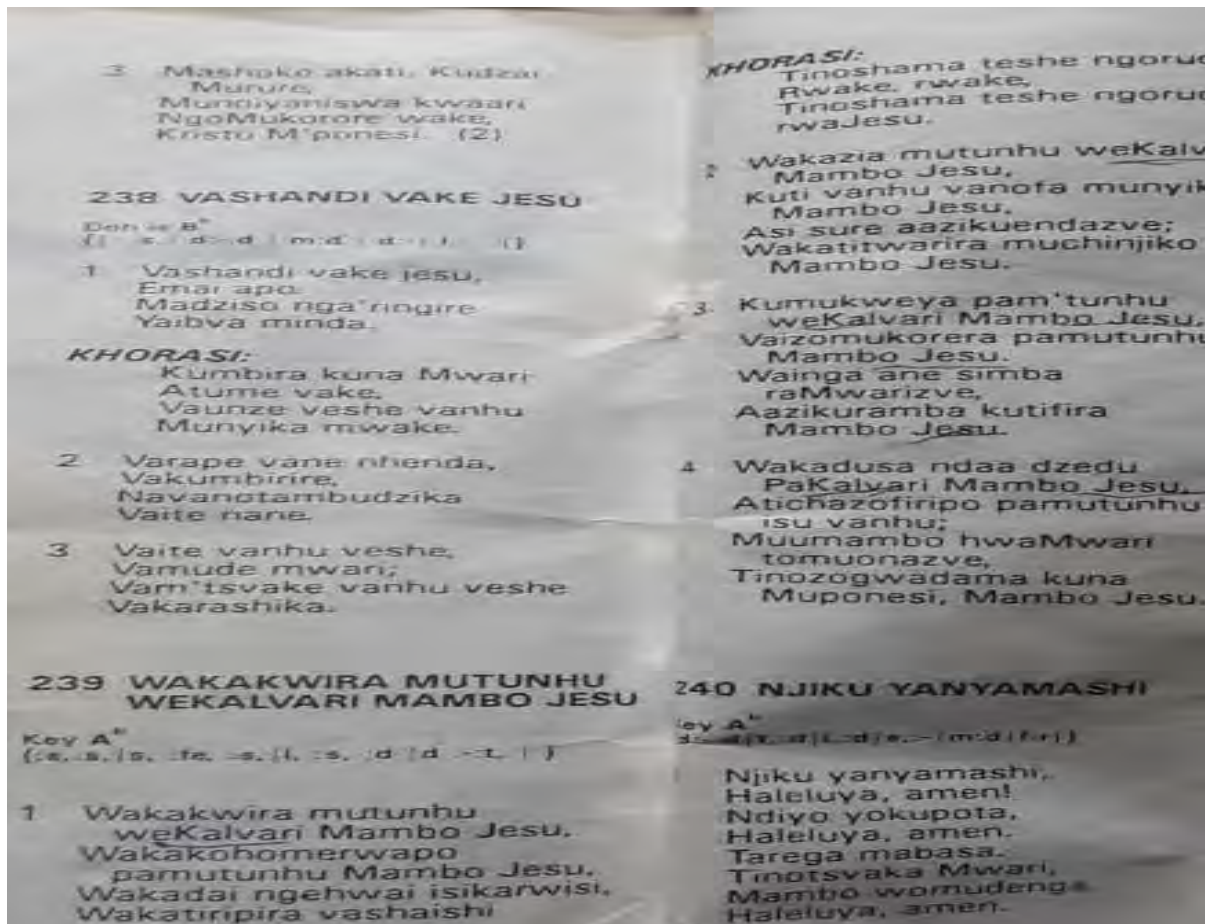 3 Mashoko akati, Kudzai
Murure,
Mundiyaniswa kwaari
NgoMukorore wake,
Kristo M'ponesi. (2)
238 VASHANDI VAKE JESU
Doh is B
1 Vashandi vake jesu,
Emai apo.
Madziso nga'ringire
Yaibva minda.
KHORASI:
Kumbira kuna Mwari
Atume vake,
Vaunze veshe vanhu
Munyika mwake.
2 Varape vane nhenda,
Vakumbirire,
Navanotambudzika
Vaite nane.
3 Vaite vanhu veshe,
Vamude mwari;
Vam'tsvake vanhu veshe
Vakarashika.
239 WAKAKWIRA MUTUNHU
WEKALVARI MAMBO JESU
Key A
1 Wakakwira mutunhu
weKalvari Mambo Jesu,
Wakakohomerwapo
pamutunhu Mambo Jesu,
Wakadai ngehwai isikarwisi,
Wakatiripira vashaishi
KHORASI:
Tinoshama teshe ngorud
Rwake, rwake,
Tinoshama teshe ngorud
rwaJesu.
2 Wakazia mutunhu weKalv
Mambo Jesu,
Kuti vanhu vanofa munyik
Mambo Jesu,
Asi sure aazikuendazve;
Wakatitwarira muchinjiko
Mambo Jesu.
3. Kumukweya pam'tunhu
weKalvari Mambo Jesu,
Vaizomukorera pamutunhu
Mambo Jesu.
Wainga ane simba
raMwarizve,
Aazikuramba kutifira
Mambo Jesu.
4 Wakadusa ndaa dzedu
PaKalvari Mambo Jesu,
Atichazofiripo pamutunhu
isu vanhu;
Muumambo hwaMwari
tomuonazve,
Tinozogwadama kuna
Muponesi, Mambo Jesu.
240 NJIKU YANYAMASHI
Key A
Njiku yanyamashi,
Haleluya, amen!
Ndiyo yokupota,
Haleluya, amen.
Tarega mabasa.
Tinotsvaka Mwari,
Mambo womudenga
Haleluya, amen.